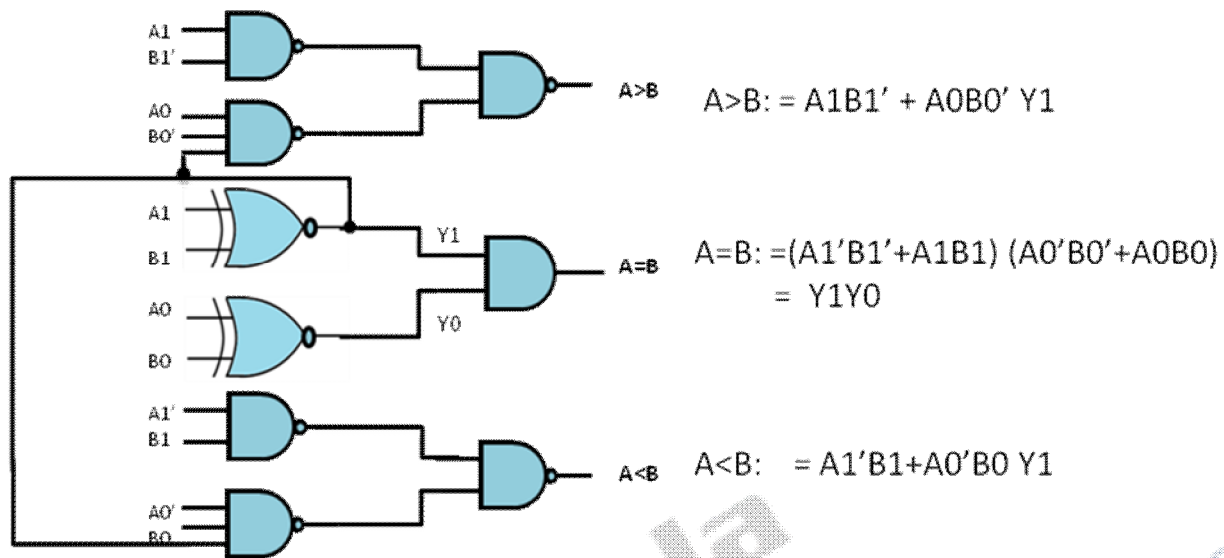 A1
B1'
A0
B0'
A>B
A>B: = A1B1' + A0B0' Y1
A1
B1
Y1
A=B
A=B: =(A1'B1'+A1B1) (A0'B0'+A0B0)
= Y1Y0
A0
B0
Y0
A1'
B1
A<B
A<B: = A1'B1+A0'B0 Y1
A0'
B0
la